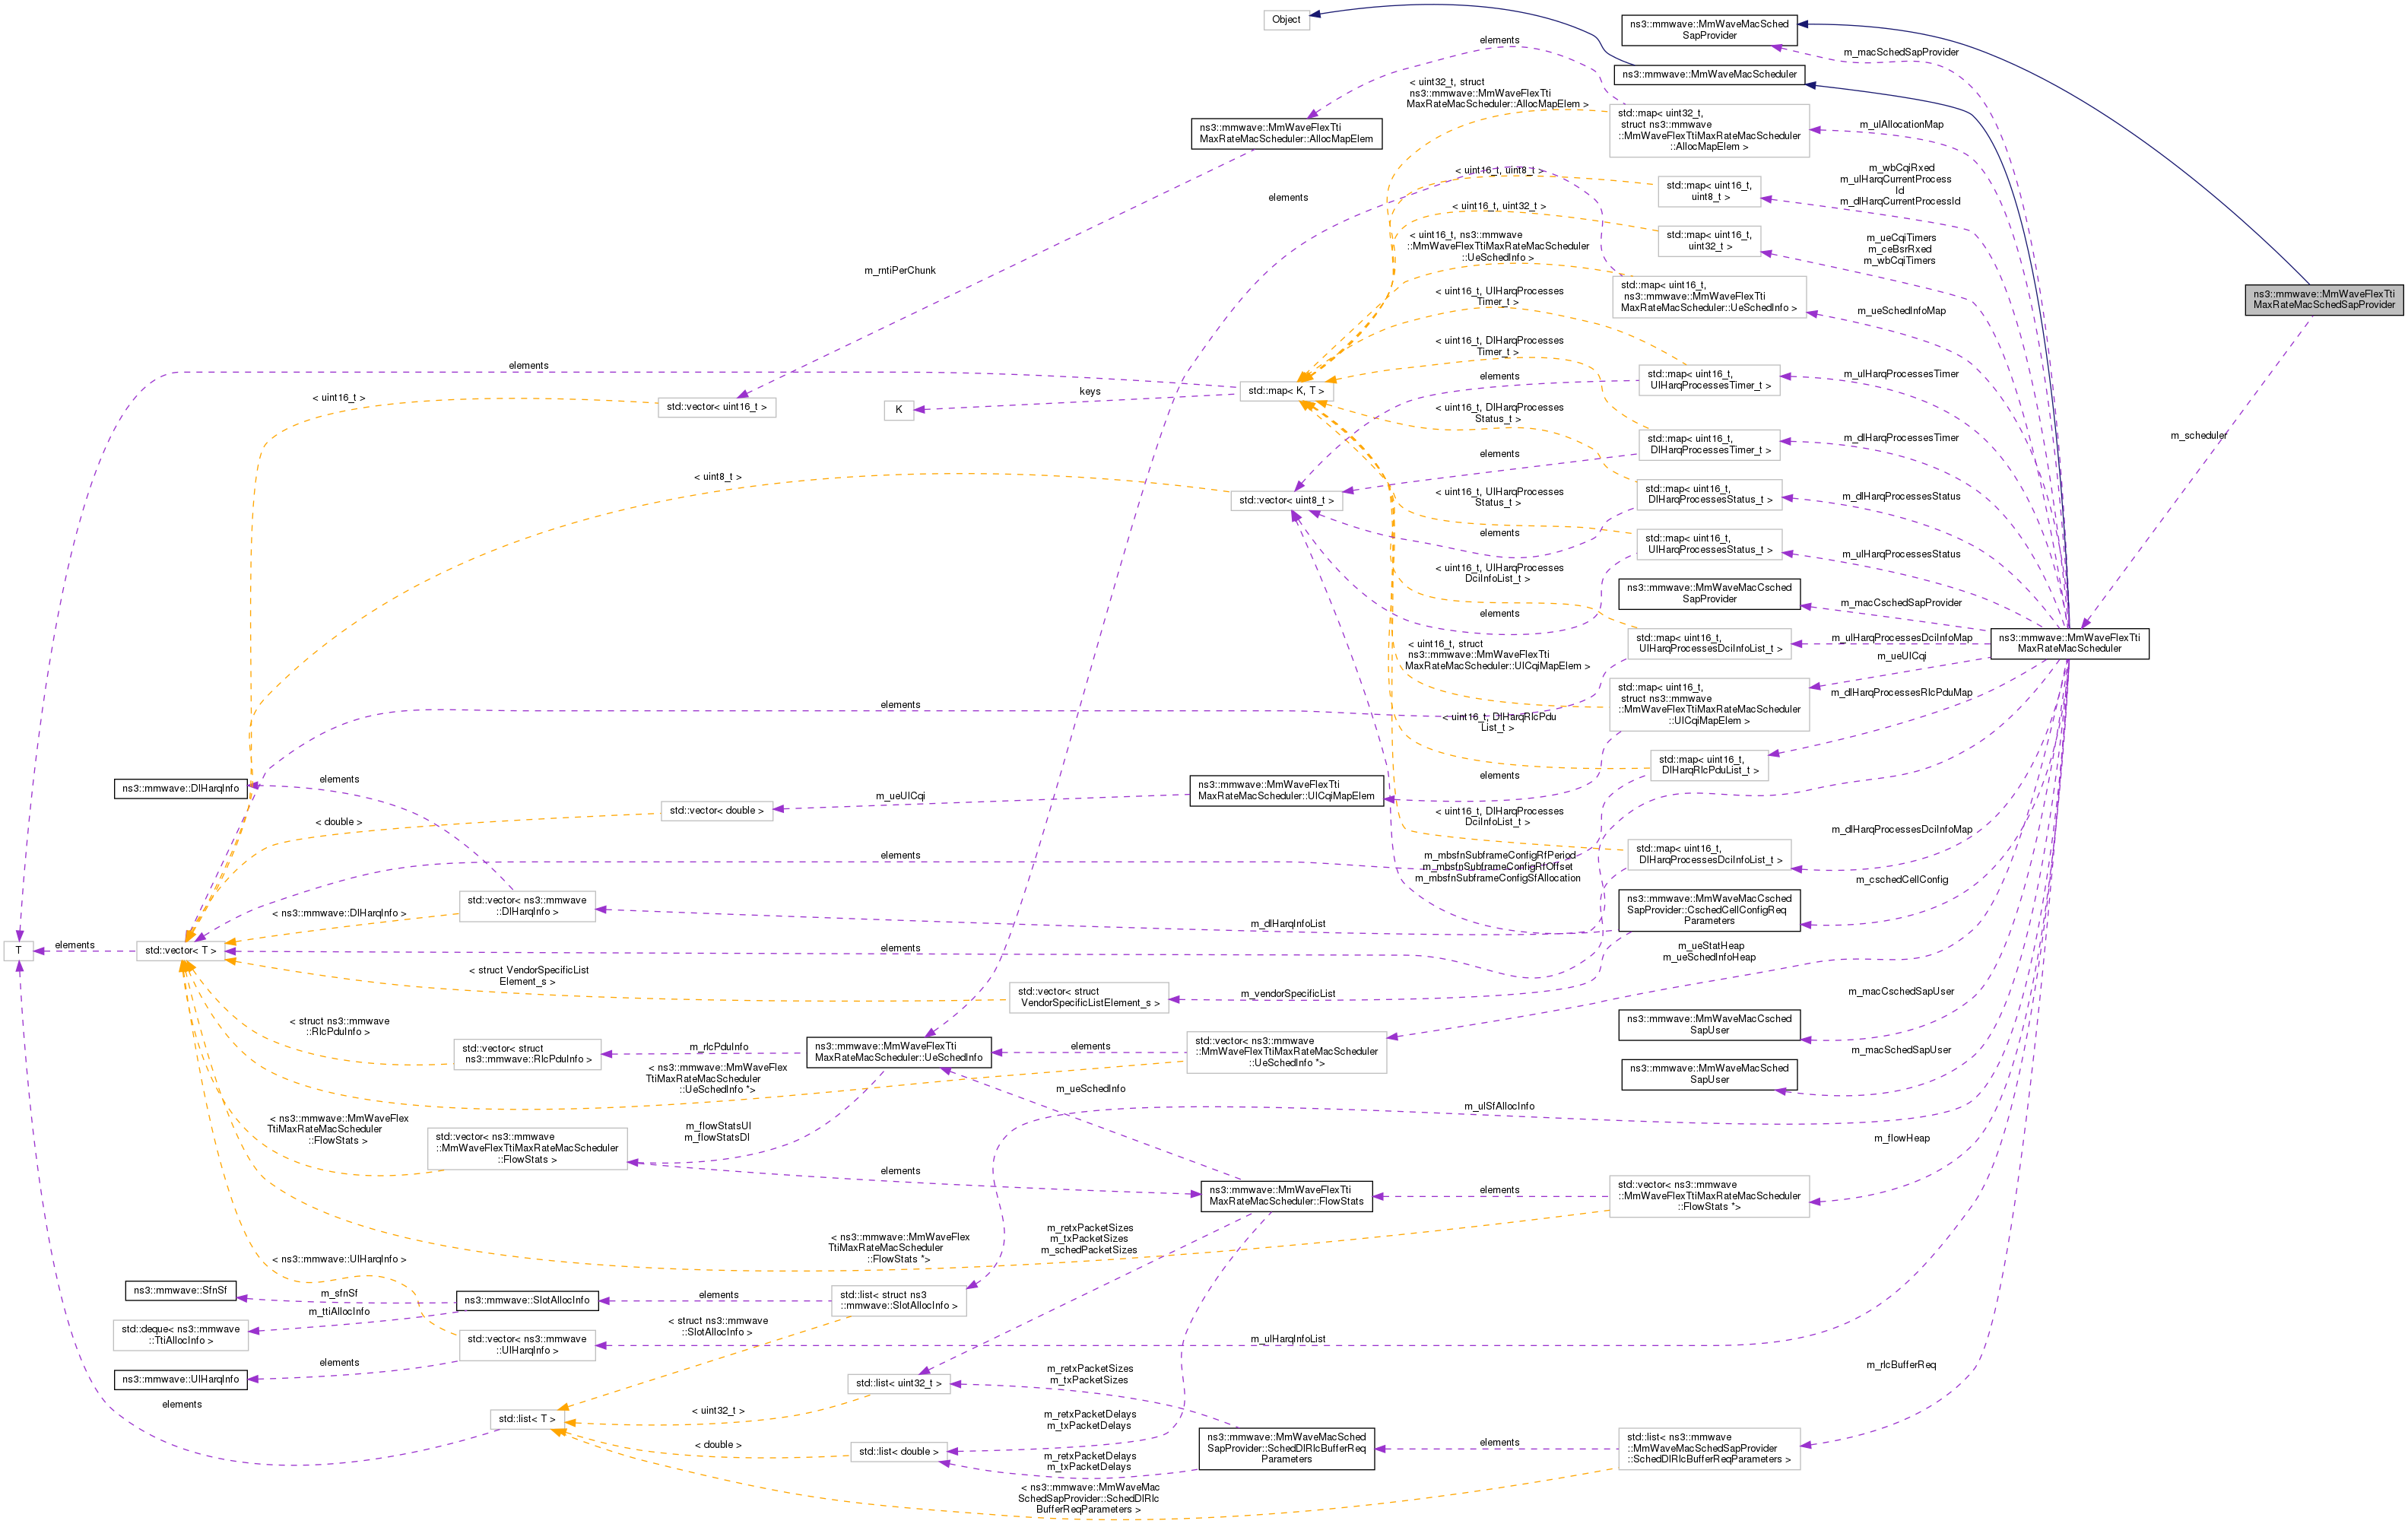 Object
ns3::mmwave::MmWaveMacSched
SapProvider
elements
m_macSchedSapProvider
ns3::mmwave::MmWaveMacScheduler
< uint32_t, struct
ns3::mmwave::MmWaveFlexTti
MaxRateMacScheduler::AllocMapElem >
std::map< uint32_t,
struct ns3::mmwave
::MmWaveFlexTtiMaxRateMacScheduler
::AllocMapElem >
m_ulAllocationMap
ns3::mmwave::MmWaveFlexTti
MaxRateMacScheduler::AllocMapElem
elements
< uint16_t, uint8_t >
std::map< uint16_t,
uint8_t >
m_wbCqiRxed
m_ulHarqCurrentProcess
Id
m_dlHarqCurrentProcessId
< uint16_t, uint32_t >
std::map< uint16_t,
uint32_t >
m_ueCqiTimers
m_ceBsrRxed
m_wbCqiTimers
< uint16_t, ns3::mmwave
::MmWaveFlexTtiMaxRateMacScheduler
::UeSchedInfo >
m_rntiPerChunk
std::map< uint16_t,
ns3::mmwave::MmWaveFlexTti
MaxRateMacScheduler::UeSchedInfo >
m_ueSchedInfoMap
ns3::mmwave::MmWaveFlexTti
MaxRateMacSchedSapProvider
< uint16_t, UlHarqProcesses
Timer_t >
elements
< uint16_t, DlHarqProcesses
Timer_t >
elements
std::map< uint16_t,
UlHarqProcessesTimer_t >
m_ulHarqProcessesTimer
< uint16_t >
std::vector< uint16_t >
K
keys
std::map< K, T >
< uint16_t, DlHarqProcesses
Status_t >
elements
std::map< uint16_t,
DlHarqProcessesTimer_t >
m_dlHarqProcessesTimer
m_scheduler
< uint8_t >
std::vector< uint8_t >
< uint16_t, UlHarqProcesses
Status_t >
elements
std::map< uint16_t,
DlHarqProcessesStatus_t >
m_dlHarqProcessesStatus
std::map< uint16_t,
UlHarqProcessesStatus_t >
m_ulHarqProcessesStatus
< uint16_t, UlHarqProcesses
DciInfoList_t >
elements
ns3::mmwave::MmWaveMacCsched
SapProvider
m_macCschedSapProvider
std::map< uint16_t,
UlHarqProcessesDciInfoList_t >
m_ulHarqProcessesDciInfoMap
ns3::mmwave::MmWaveFlexTti
MaxRateMacScheduler
< uint16_t, struct
ns3::mmwave::MmWaveFlexTti
MaxRateMacScheduler::UlCqiMapElem >
m_ueUlCqi
std::map< uint16_t,
struct ns3::mmwave
::MmWaveFlexTtiMaxRateMacScheduler
::UlCqiMapElem >
m_dlHarqProcessesRlcPduMap
elements
< uint16_t, DlHarqRlcPdu
List_t >
std::map< uint16_t,
DlHarqRlcPduList_t >
ns3::mmwave::DlHarqInfo
elements
elements
std::vector< double >
m_ueUlCqi
ns3::mmwave::MmWaveFlexTti
MaxRateMacScheduler::UlCqiMapElem
< double >
< uint16_t, DlHarqProcesses
DciInfoList_t >
m_dlHarqProcessesDciInfoMap
std::map< uint16_t,
DlHarqProcessesDciInfoList_t >
elements
m_mbsfnSubframeConfigRfPeriod
m_mbsfnSubframeConfigRfOffset
m_mbsfnSubframeConfigSfAllocation
m_cschedCellConfig
std::vector< ns3::mmwave
::DlHarqInfo >
< ns3::mmwave::DlHarqInfo >
m_dlHarqInfoList
ns3::mmwave::MmWaveMacCsched
SapProvider::CschedCellConfigReq
Parameters
T
elements
std::vector< T >
elements
m_ueStatHeap
m_ueSchedInfoHeap
< struct VendorSpecificList
Element_s >
std::vector< struct
VendorSpecificListElement_s >
m_vendorSpecificList
m_macCschedSapUser
ns3::mmwave::MmWaveMacCsched
SapUser
< struct ns3::mmwave
::RlcPduInfo >
std::vector< struct
ns3::mmwave::RlcPduInfo >
m_rlcPduInfo
ns3::mmwave::MmWaveFlexTti
MaxRateMacScheduler::UeSchedInfo
elements
std::vector< ns3::mmwave
::MmWaveFlexTtiMaxRateMacScheduler
::UeSchedInfo *>
m_macSchedSapUser
ns3::mmwave::MmWaveMacSched
SapUser
< ns3::mmwave::MmWaveFlex
TtiMaxRateMacScheduler
::UeSchedInfo *>
m_ueSchedInfo
m_ulSfAllocInfo
< ns3::mmwave::MmWaveFlex
TtiMaxRateMacScheduler
::FlowStats >
std::vector< ns3::mmwave
::MmWaveFlexTtiMaxRateMacScheduler
::FlowStats >
m_flowStatsUl
m_flowStatsDl
m_flowHeap
elements
ns3::mmwave::MmWaveFlexTti
MaxRateMacScheduler::FlowStats
elements
std::vector< ns3::mmwave
::MmWaveFlexTtiMaxRateMacScheduler
::FlowStats *>
< ns3::mmwave::MmWaveFlex
TtiMaxRateMacScheduler
::FlowStats *>
m_retxPacketSizes
m_txPacketSizes
m_schedPacketSizes
< ns3::mmwave::UlHarqInfo >
ns3::mmwave::SfnSf
m_sfnSf
ns3::mmwave::SlotAllocInfo
elements
std::list< struct ns3
::mmwave::SlotAllocInfo >
m_ttiAllocInfo
std::deque< ns3::mmwave
::TtiAllocInfo >
std::vector< ns3::mmwave
::UlHarqInfo >
< struct ns3::mmwave
::SlotAllocInfo >
m_ulHarqInfoList
elements
ns3::mmwave::UlHarqInfo
std::list< uint32_t >
m_retxPacketSizes
m_txPacketSizes
m_rlcBufferReq
elements
std::list< T >
< uint32_t >
m_retxPacketDelays
m_txPacketDelays
< double >
std::list< double >
m_retxPacketDelays
m_txPacketDelays
ns3::mmwave::MmWaveMacSched
SapProvider::SchedDlRlcBufferReq
Parameters
elements
std::list< ns3::mmwave
::MmWaveMacSchedSapProvider
::SchedDlRlcBufferReqParameters >
< ns3::mmwave::MmWaveMac
SchedSapProvider::SchedDlRlc
BufferReqParameters >